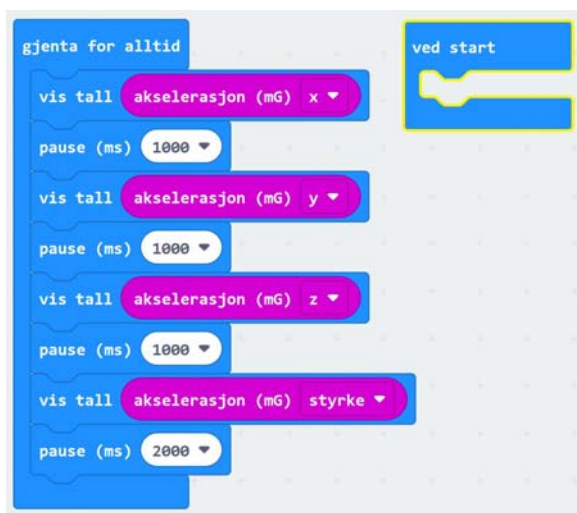 gjenta for alltid
vis tall akselerasjon (mG) x
pause (ms) 1000
vis tall akselerasjon (mG) y
pause (ms) 1000
vis tall akselerasjon (mG) z
pause (ms) 1000
vis tall akselerasjon (mG) styrke
pause (ms) 2000
ved start